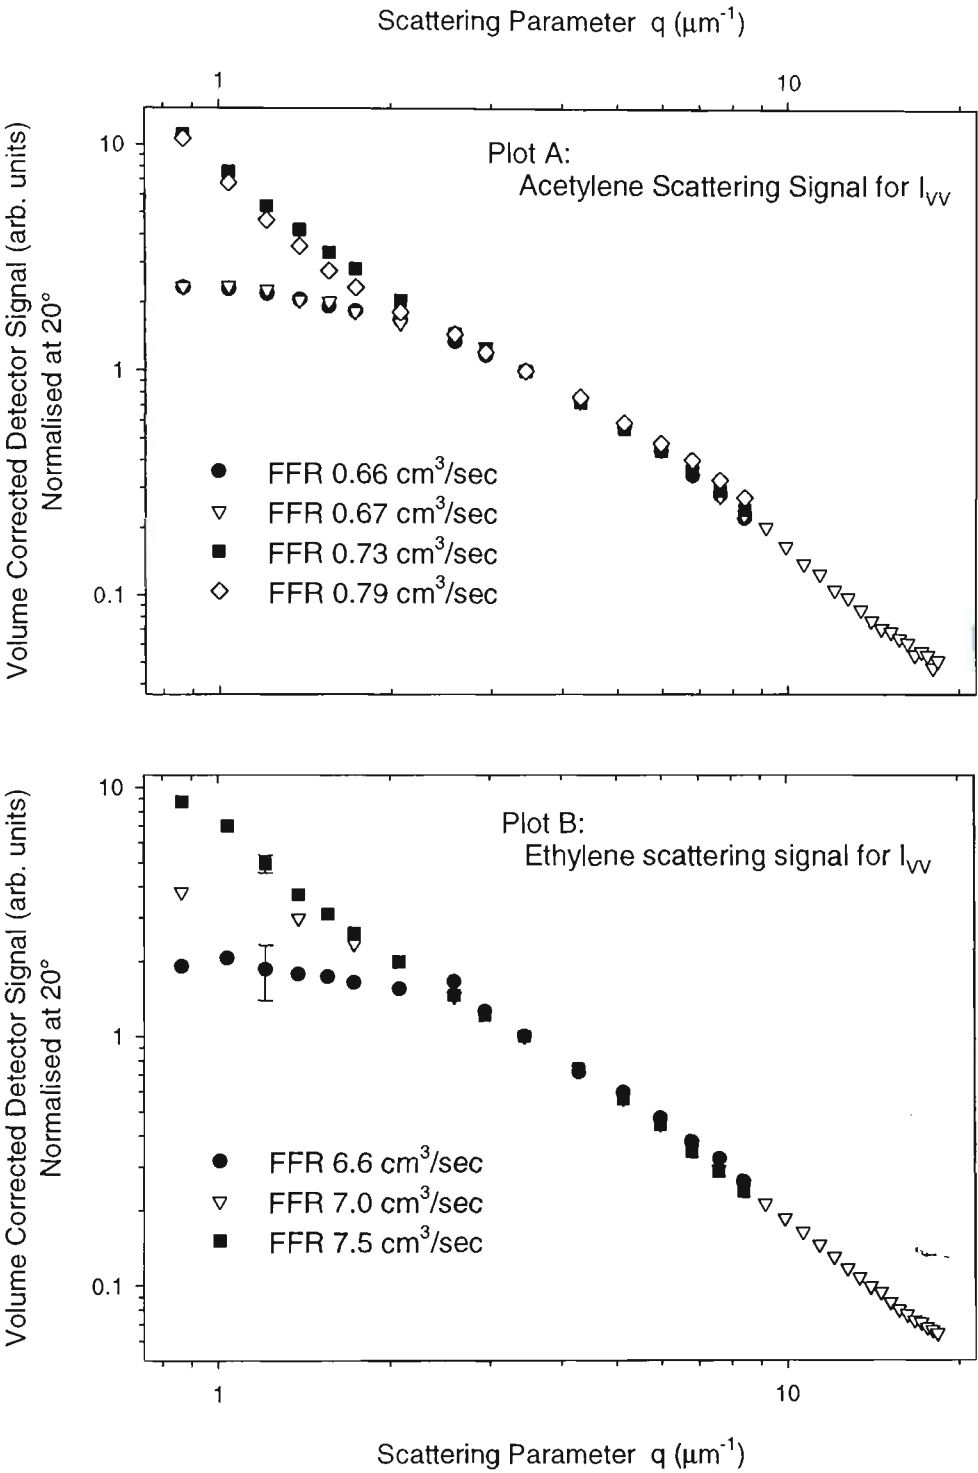 Scattering Parameter q (μm⁻¹)
1 10
Plot A:
Acetylene Scattering Signal for I_VV
Volume Corrected Detector Signal (arb. units)
Normalised at 20°
10
1
0.1
FFR 0.66 cm³/sec
FFR 0.67 cm³/sec
FFR 0.73 cm³/sec
FFR 0.79 cm³/sec
Plot B:
Ethylene scattering signal for I_VV
Volume Corrected Detector Signal (arb. units)
Normalised at 20°
10
1
0.1
FFR 6.6 cm³/sec
FFR 7.0 cm³/sec
FFR 7.5 cm³/sec
1 10
Scattering Parameter q (μm⁻¹)